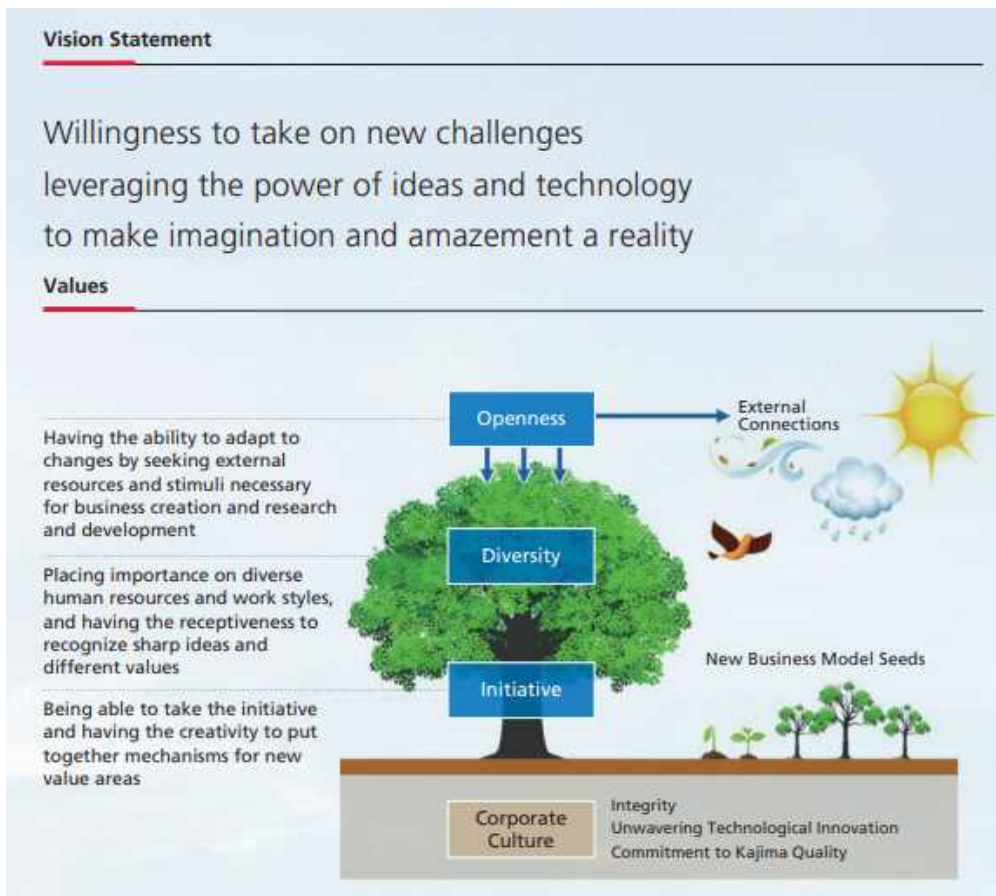 Vision Statement
Willingness to take on new challenges
leveraging the power of ideas and technology
to make imagination and amazement a reality
Values
Openness
External
Connections
Having the ability to adapt to
changes by seeking external
resources and stimuli necessary
for business creation and research
and development
Diversity
Placing importance on diverse
human resources and work styles,
and having the receptiveness to
recognize sharp ideas and
different values
New Business Model Seeds
Initiative
Being able to take the initiative
and having the creativity to put
together mechanisms for new
value areas
Corporate
Culture
Integrity
Unwavering Technological Innovation
Commitment to Kajima Quality